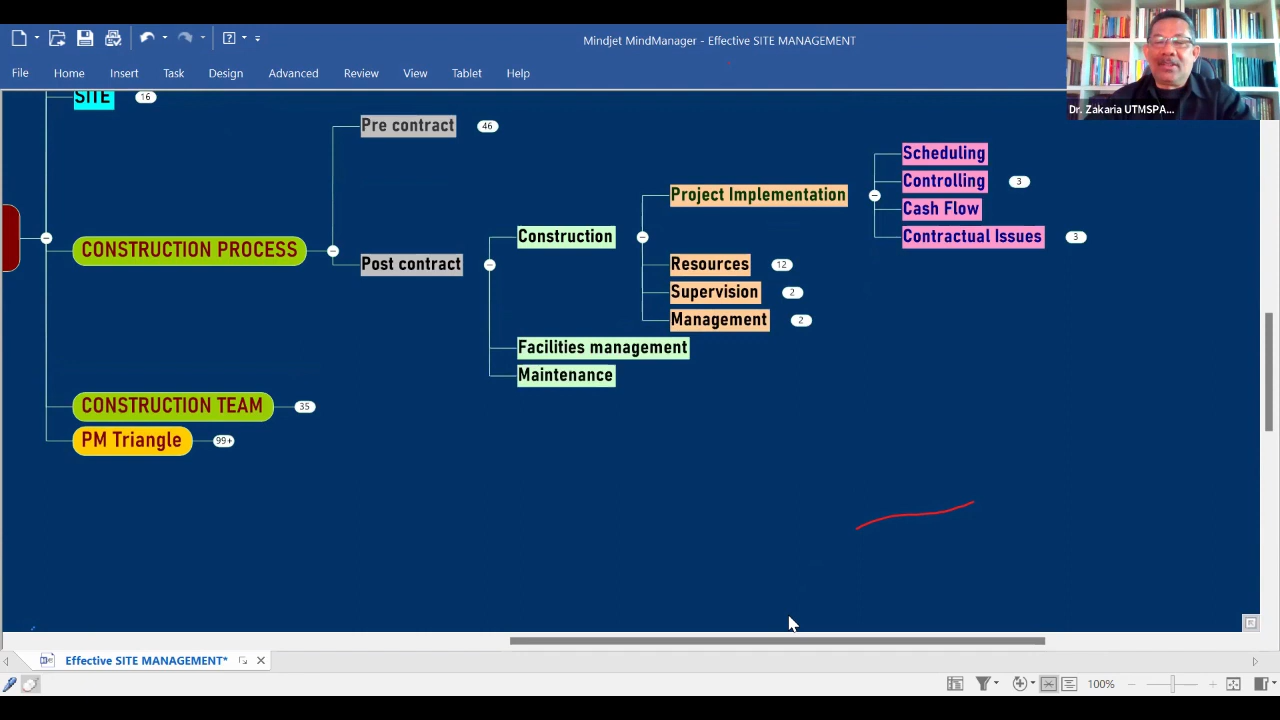 Mindjet MindManager - Effective SITE MANAGEMENT*
File Home Insert Task Design Advanced Review View Tablet Help
Dr. Zakaria UTMSPA...
SITE 16
Pre contract 46
Scheduling
Controlling 3
Project Implementation
Cash Flow
Construction
Contractual Issues 3
CONSTRUCTION PROCESS
Post contract
Resources 12
Supervision 2
Management 2
Facilities management
Maintenance
CONSTRUCTION TEAM 35
PM Triangle 99+
Effective SITE MANAGEMENT*
100%